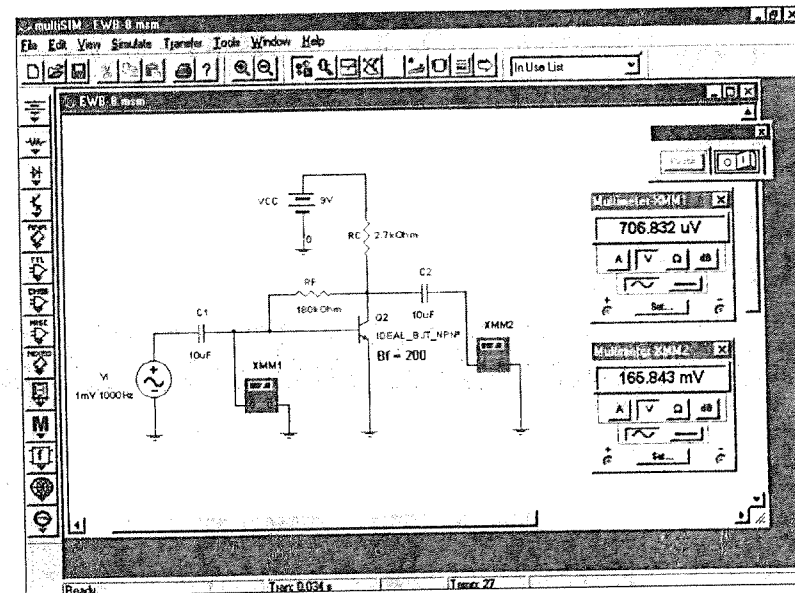 multiSIM - EWB-8.msm
File Edit View Simulate Transfer Tools Window Help
? In Use List
EWB-8.msm
VCC 9V
0
RC 2.7kOhm
RF
180kOhm
C1
10uF
C2
10uF
Q2
IDEAL_BJT_NPN*
Bf = 200
XMM1
XMM2
Vi
1mV 1000Hz
Pause
Multimeter-XMM1
706.832 uV
A V Ω dB
+ Set... -
Multimeter-XMM2
165.843 mV
A V Ω dB
+ Set... -
M
f
Ready Tran: 0.034 s Temp: 27